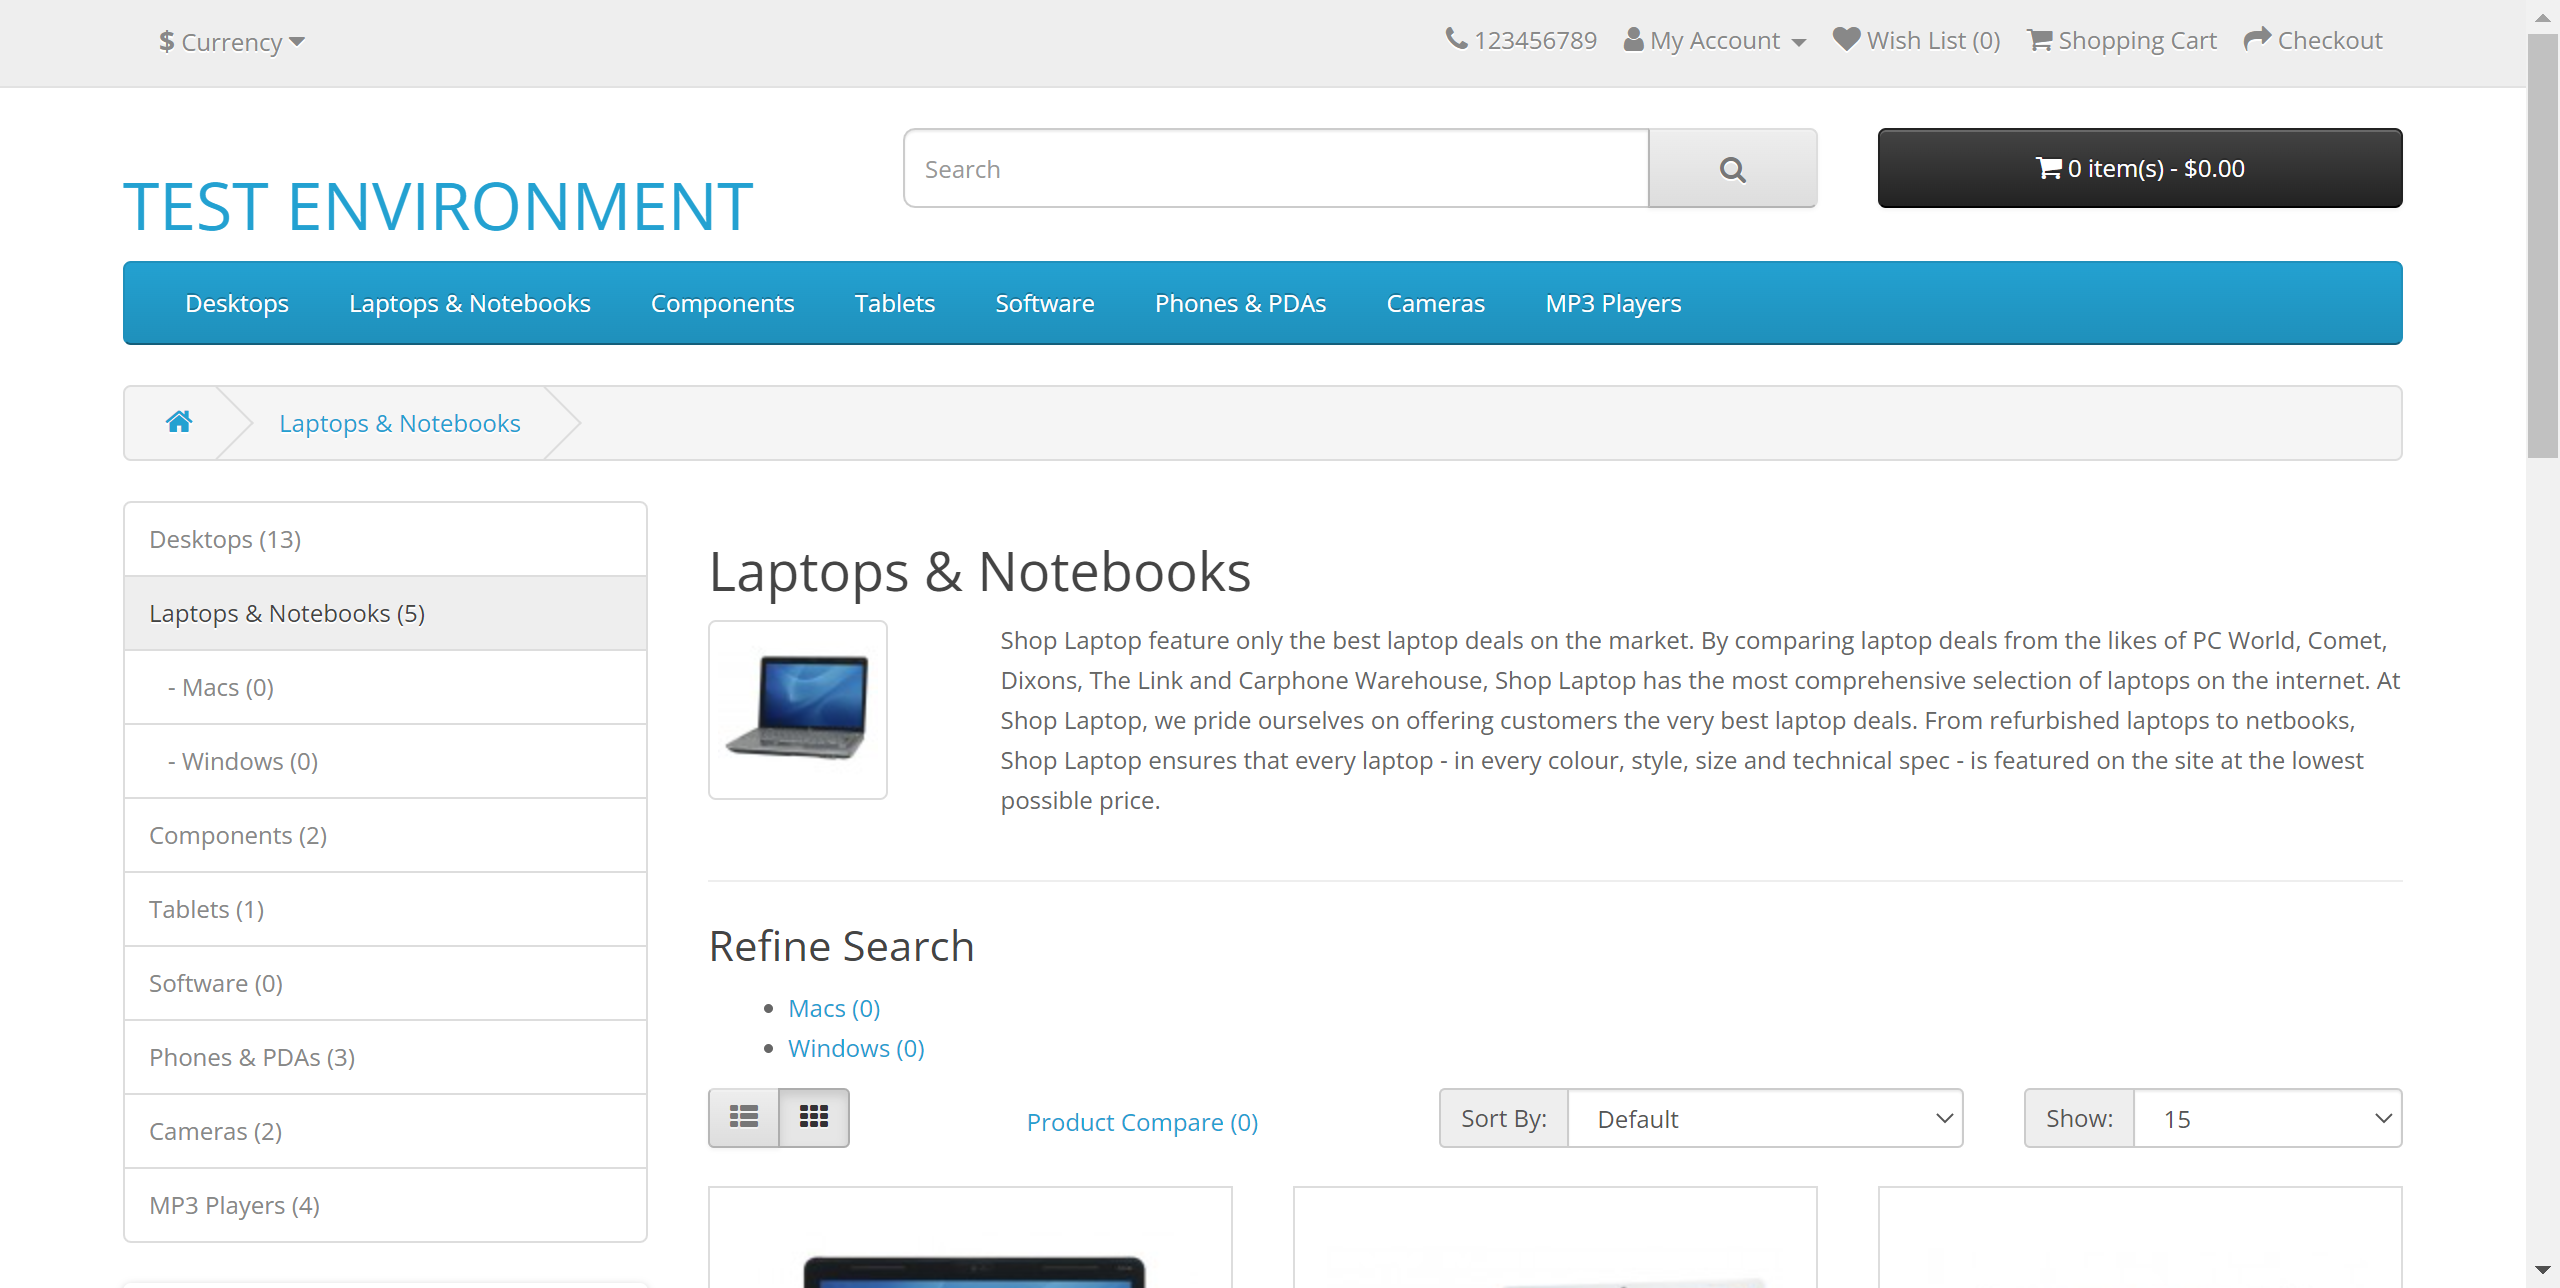 $ Currency
123456789 My Account Wish List (0) Shopping Cart Checkout
TEST ENVIRONMENT
Search
0 item(s) - $0.00
Desktops Laptops & Notebooks Components Tablets Software Phones & PDAs Cameras MP3 Players
Laptops & Notebooks
Desktops (13)
Laptops & Notebooks (5)
- Macs (0)
- Windows (0)
Components (2)
Tablets (1)
Software (0)
Phones & PDAs (3)
Cameras (2)
MP3 Players (4)
Laptops & Notebooks
Shop Laptop feature only the best laptop deals on the market. By comparing laptop deals from the likes of PC World, Comet,
Dixons, The Link and Carphone Warehouse, Shop Laptop has the most comprehensive selection of laptops on the internet. At
Shop Laptop, we pride ourselves on offering customers the very best laptop deals. From refurbished laptops to netbooks,
Shop Laptop ensures that every laptop - in every colour, style, size and technical spec - is featured on the site at the lowest
possible price.
Refine Search
Macs (0)
Windows (0)
Product Compare (0)
Sort By: Default
Show: 15